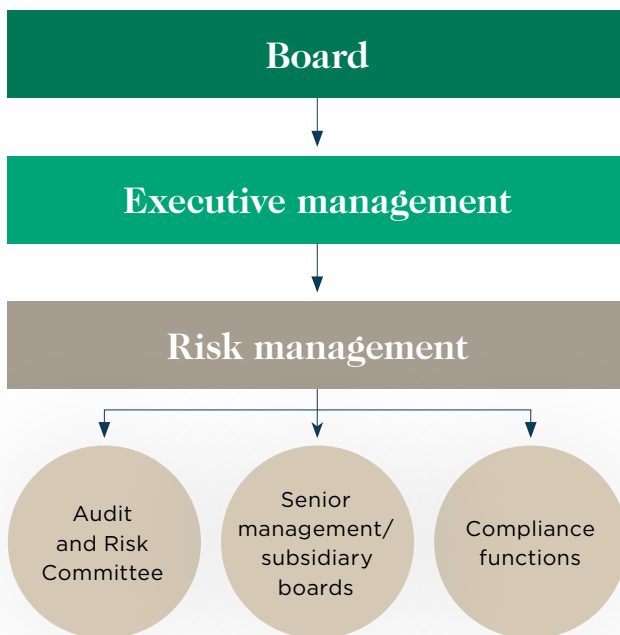 Board
Executive management
Risk management
Audit
and Risk
Committee
Senior
management/
subsidiary
boards
Compliance
functions